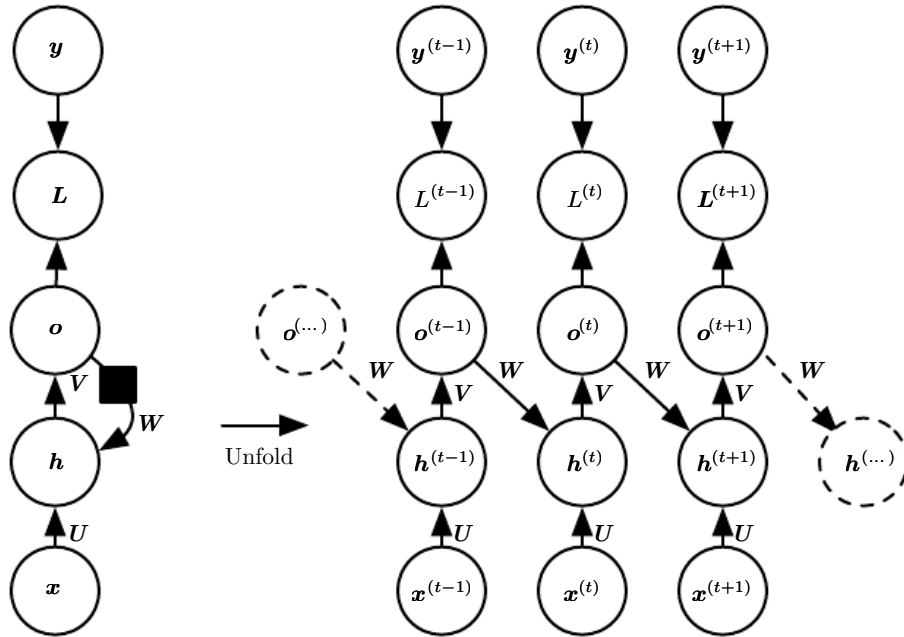 y y^(t−1) y^(t) y^(t+1)
L L^(t−1) L^(t) L^(t+1)
o o^(...) o^(t−1) o^(t) o^(t+1)
V W W W W
W V V V
Unfold
h h^(t−1) h^(t) h^(t+1) h^(...)
U U U U
x x^(t−1) x^(t) x^(t+1)